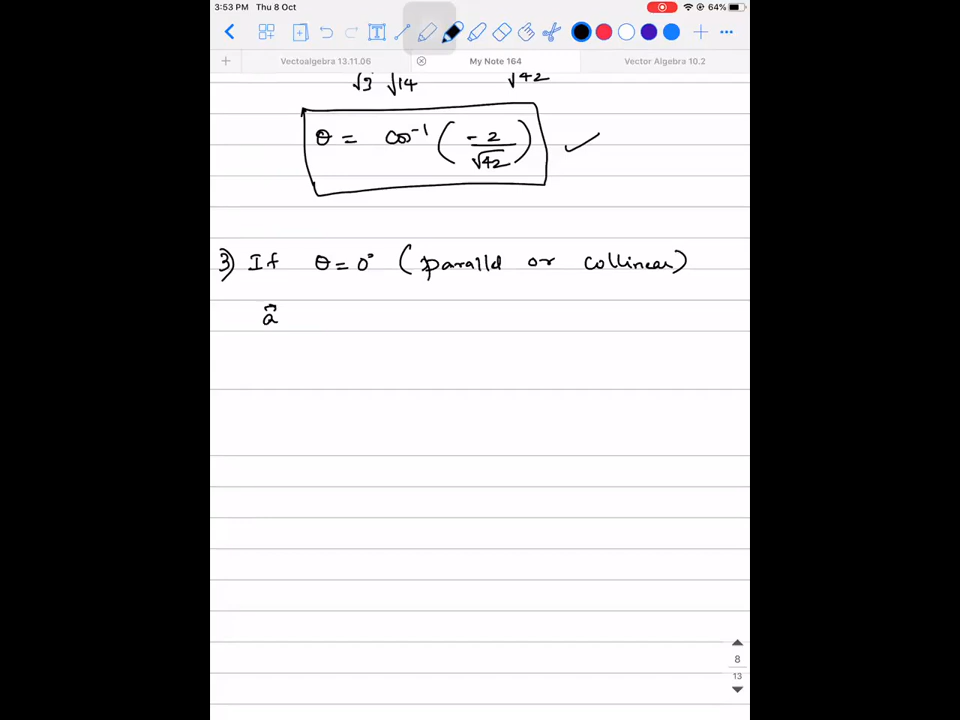 3:53 PM Thu 8 Oct 64%
Vectoalgebra 13.11.06 My Note 164 Vector Algebra 10.2
√3 √14 √42
θ = cos⁻¹ (-2/√42) ✓
3) If θ = 0° (parallel or collinear)
a⃗
8
13